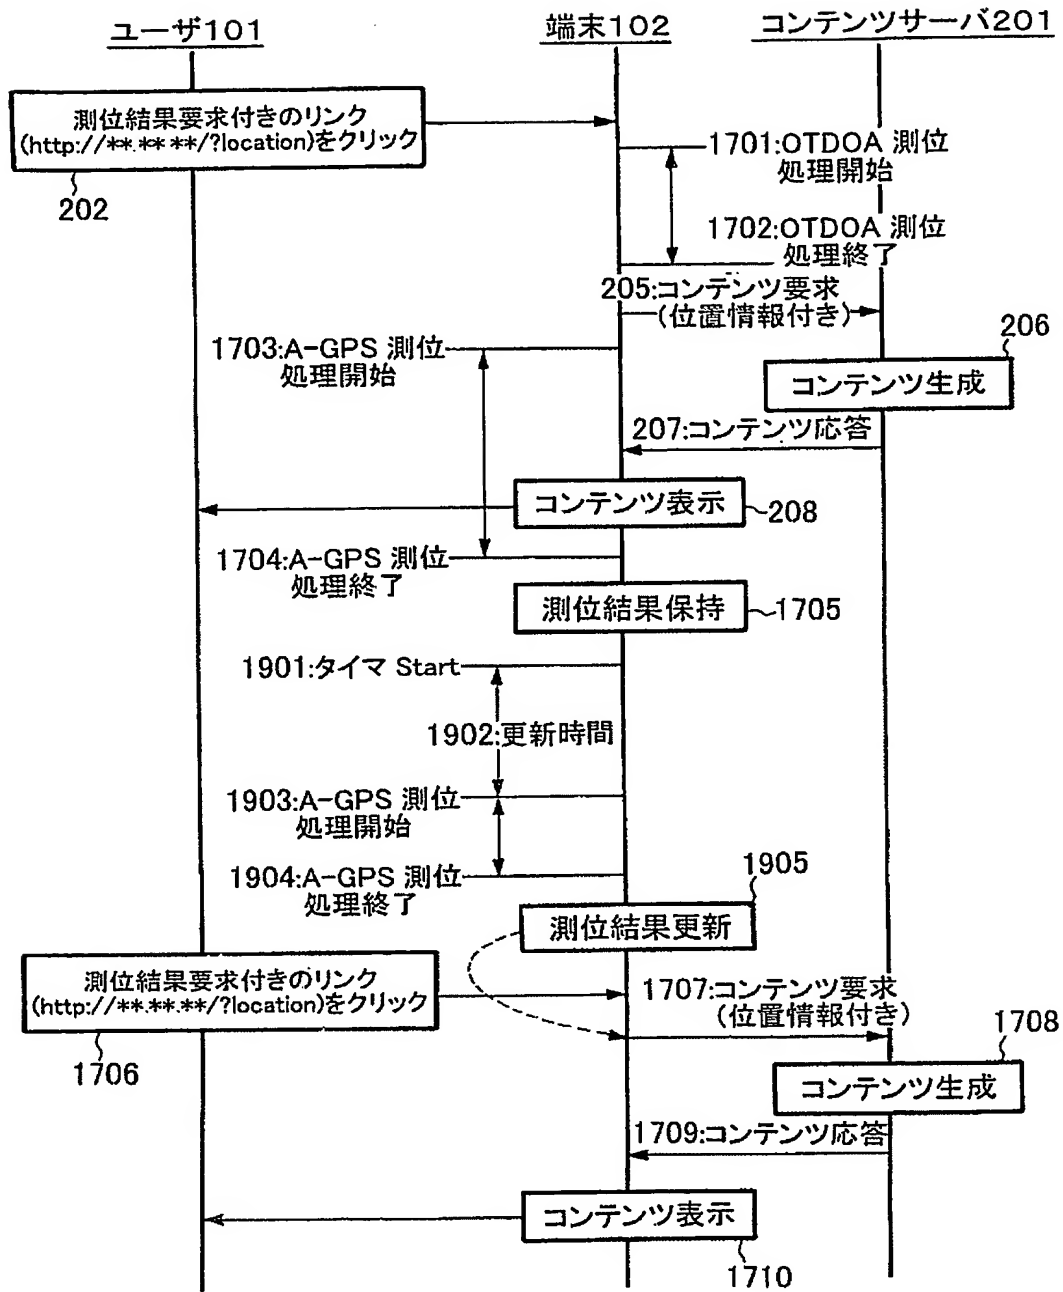 ユーザ101
端末102
コンテンツサーバ201
測位結果要求付きのリンク
(http://**.**.**/?location)をクリック
202
1701:OTDOA 測位
処理開始
1702:OTDOA 測位
処理終了
205:コンテンツ要求
(位置情報付き)
1703:A-GPS 測位
処理開始
206
コンテンツ生成
207:コンテンツ応答
コンテンツ表示
208
1704:A-GPS 測位
処理終了
測位結果保持
1705
1901:タイマ Start
1902:更新時間
1903:A-GPS 測位
処理開始
1904:A-GPS 測位
処理終了
1905
測位結果更新
測位結果要求付きのリンク
(http://**.**.**/?location)をクリック
1706
1707:コンテンツ要求
(位置情報付き)
1708
コンテンツ生成
1709:コンテンツ応答
コンテンツ表示
1710